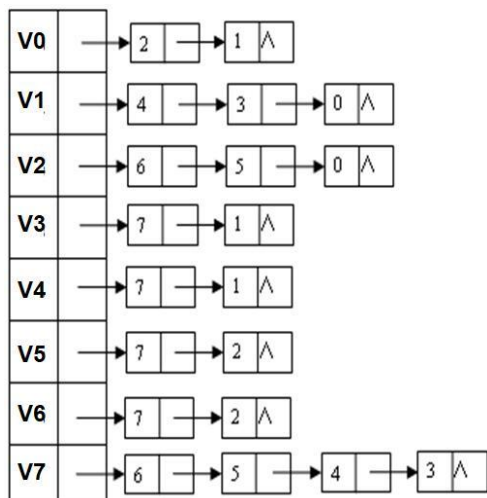 V0 2 1 ∧
V1 4 3 0 ∧
V2 6 5 0 ∧
V3 7 1 ∧
V4 7 1 ∧
V5 7 2 ∧
V6 7 2 ∧
V7 6 5 4 3 ∧